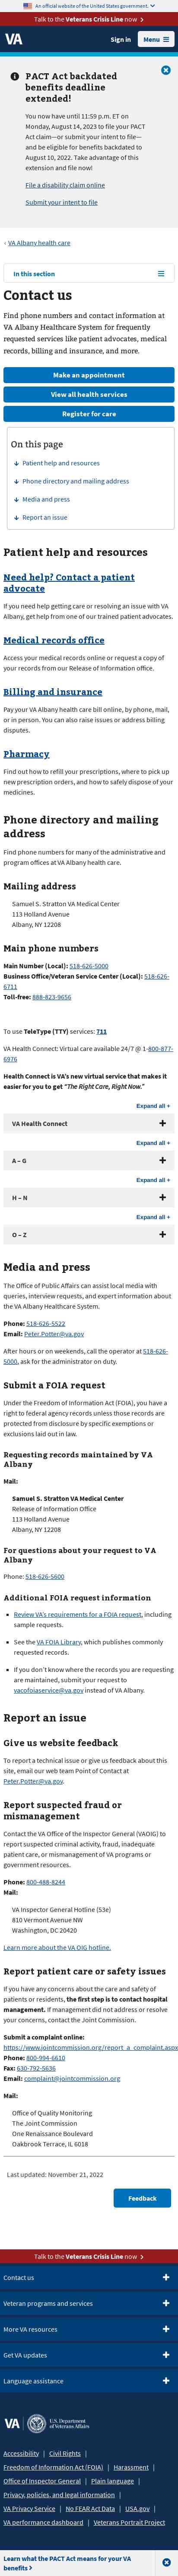 An official website of the United States government.
Talk to the Veterans Crisis Line now
VA
Sign in
Menu
PACT Act backdated
benefits deadline
extended!
You now have until 11:59 p.m. ET on
Monday, August 14, 2023 to file your PACT
Act claim—or submit your intent to file—
and be eligible for benefits backdated to
August 10, 2022. Take advantage of this
extension and file now!
File a disability claim online
Submit your intent to file
VA Albany health care
In this section
Contact us
Find phone numbers and contact information at
VA Albany Healthcare System for frequently
requested services like patient advocates, medical
records, billing and insurance, and more.
Make an appointment
View all health services
Register for care
On this page
Patient help and resources
Phone directory and mailing address
Media and press
Report an issue
Patient help and resources
Need help? Contact a patient
advocate
If you need help getting care or resolving an issue with VA
Albany, get help from one of our trained patient advocates.
Medical records office
Access your medical records online or request a copy of
records from the Release of Information office.
Billing and insurance
Pay your VA Albany health care bill online, by phone, mail,
or in person. You can also raise issues or address billing
disputes.
Pharmacy
Find out how to refill your prescriptions, where to pick up
new prescriptions in person, and how to safely dispose of your
medicines.
Phone directory and mailing
address
Find phone numbers for many of the administrative and
program offices at VA Albany health care.
Mailing address
Samuel S. Stratton VA Medical Center
113 Holland Avenue
Albany, NY 12208
Main phone numbers
Main Number (Local): 518-626-5000
Business Office/Veteran Service Center (Local): 518-626-
6711
Toll-free: 888-823-9656
To use TeleType (TTY) services: 711
VA Health Connect: Virtual care available 24/7 @ 1-800-877-
6976
Health Connect is VA's new virtual service that makes it
easier for you to get "The Right Care, Right Now."
Expand all +
VA Health Connect
Expand all +
A – G
Expand all +
H – N
Expand all +
O – Z
Media and press
The Office of Public Affairs can assist local media with
queries, interview requests, and expert information about
the VA Albany Healthcare System.
Phone: 518-626-5522
Email: Peter.Potter@va.gov
After hours or on weekends, call the operator at 518-626-
5000, ask for the administrator on duty.
Submit a FOIA request
Under the Freedom of Information Act (FOIA), you have a
right to request access to federal agency records unless
the records are protected from disclosure by certain
exemptions or exclusions by law.
Requesting records maintained by VA
Albany
Mail:
Samuel S. Stratton VA Medical Center
Release of Information Office
113 Holland Avenue
Albany, NY 12208
For questions about your request to VA
Albany
Phone: 518-626-5600
Additional FOIA request information
Review VA's requirements for a FOIA request, including
sample requests.
See the VA FOIA Library, which publishes commonly
requested records.
If you don't know where the records you are requesting
are maintained, submit your request to
vacofoiaservice@va.gov instead of VA Albany.
Report an issue
Give us website feedback
To report a technical issue or give us feedback about this
site, email our web team Point of Contact at
Peter.Potter@va.gov.
Report suspected fraud or
mismanagement
Contact the VA Office of the Inspector General (VAOIG) to
report suspected criminal activity, fraud, inadequate
patient care, or mismanagement of VA programs or
government resources.
Phone: 800-488-8244
Mail:
VA Inspector General Hotline (53e)
810 Vermont Avenue NW
Washington, DC 20420
Learn more about the VA OIG hotline.
Report patient care or safety issues
If you have any concerns about the care and safety of
patients or residents, the first step is to contact hospital
management. If management did not address or resolve
your concerns, contact the Joint Commission.
Submit a complaint online:
https://www.jointcommission.org/report_a_complaint.aspx
Phone: 800-994-6610
Fax: 630-792-5636
Email: complaint@jointcommission.org
Mail:
Office of Quality Monitoring
The Joint Commission
One Renaissance Boulevard
Oakbrook Terrace, IL 6018
Last updated: November 21, 2022
Feedback
Talk to the Veterans Crisis Line now
Contact us
Veteran programs and services
More VA resources
Get VA updates
Language assistance
VA
U.S. Department
of Veterans Affairs
Accessibility | Civil Rights |
Freedom of Information Act (FOIA) | Harassment |
Office of Inspector General | Plain language |
Privacy, policies, and legal information |
VA Privacy Service | No FEAR Act Data | USA.gov |
VA performance dashboard | Veterans Portrait Project
Learn what the PACT Act means for your VA
benefits